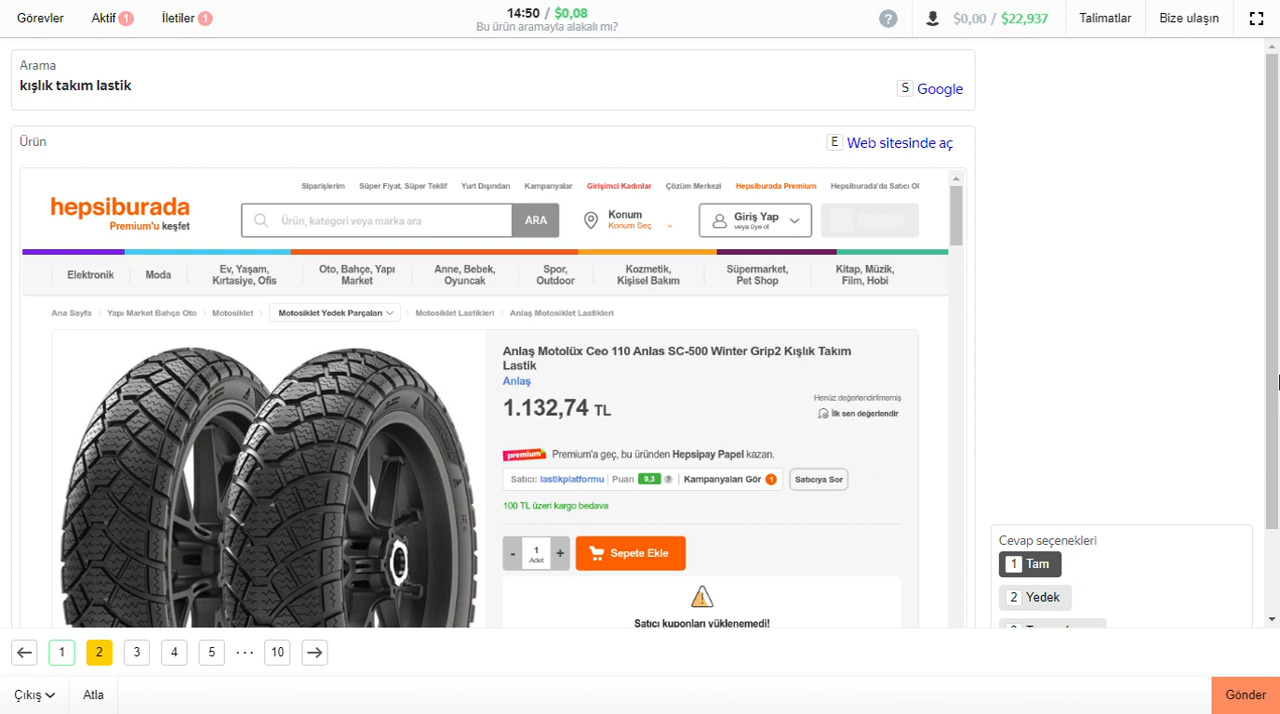 Görevler
Aktif 1
İletiler 1
14:50 / $0,08
Bu ürün aramayla alakalı mı?
?
$0,00 / $22,937
Talimatlar
Bize ulaşın
Arama
kışlık takım lastik
S Google
Ürün
E Web sitesinde aç
Siparişlerim
Süper Fiyat, Süper Teklif
Yurt Dışından
Kampanyalar
Girişimci Kadınlar
Çözüm Merkezi
Hepsiburada Premium
Hepsiburada'da Satıcı Ol
hepsiburada
Premium'u keşfet
Ürün, kategori veya marka ara
ARA
Konum
Konum Seç
Giriş Yap
veya üye ol
Elektronik
Moda
Ev, Yaşam,
Kırtasiye, Ofis
Oto, Bahçe, Yapı
Market
Anne, Bebek,
Oyuncak
Spor,
Outdoor
Kozmetik,
Kişisel Bakım
Süpermarket,
Pet Shop
Kitap, Müzik,
Film, Hobi
Ana Sayfa
Yapı Market Bahçe Oto
Motosiklet
Motosiklet Yedek Parçaları
Motosiklet Lastikleri
Anlaş Motosiklet Lastikleri
Anlaş Motolüx Ceo 110 Anlas SC-500 Winter Grip2 Kışlık Takım
Lastik
Anlaş
1.132,74 TL
Henüz değerlendirilmemiş
İlk sen değerlendir
premium Premium'a geç, bu üründen Hepsipay Papel kazan.
Satıcı: lastikplatformu
Puan 9,3 ?
Kampanyaları Gör 1
Satıcıya Sor
100 TL üzeri kargo bedava
- 1 +
Adet
Sepete Ekle
Satıcı kuponları yüklenemedi!
Cevap seçenekleri
1 Tam
2 Yedek
1
2
3
4
5
...
10
Çıkış
Atla
Gönder